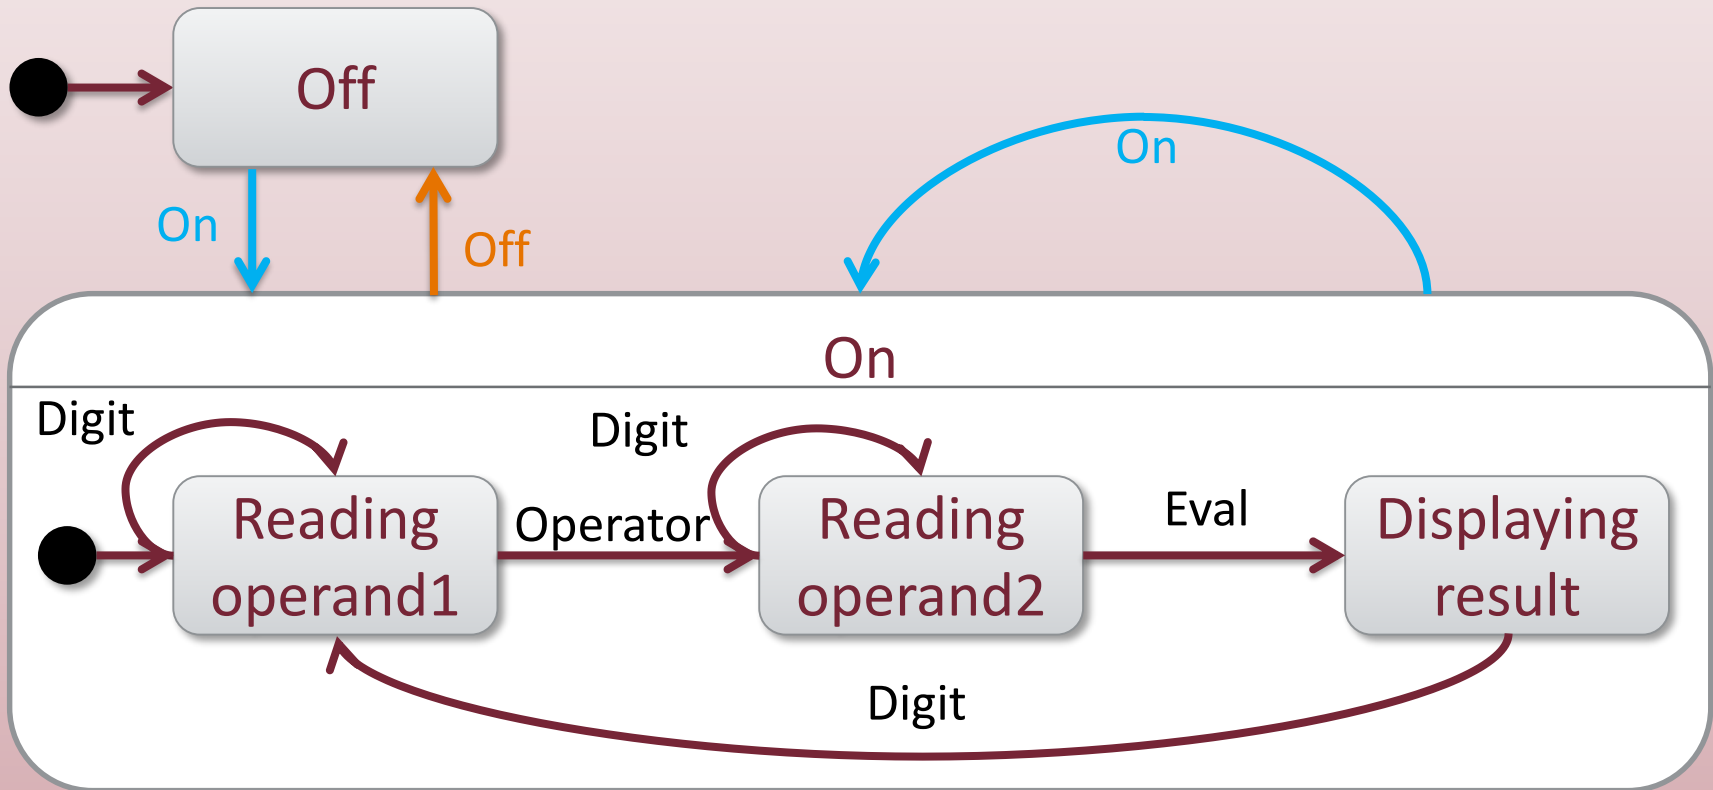 Off
On
On
Off
On
Digit
Digit
Reading
operand1
Operator
Reading
operand2
Eval
Displaying
result
Digit